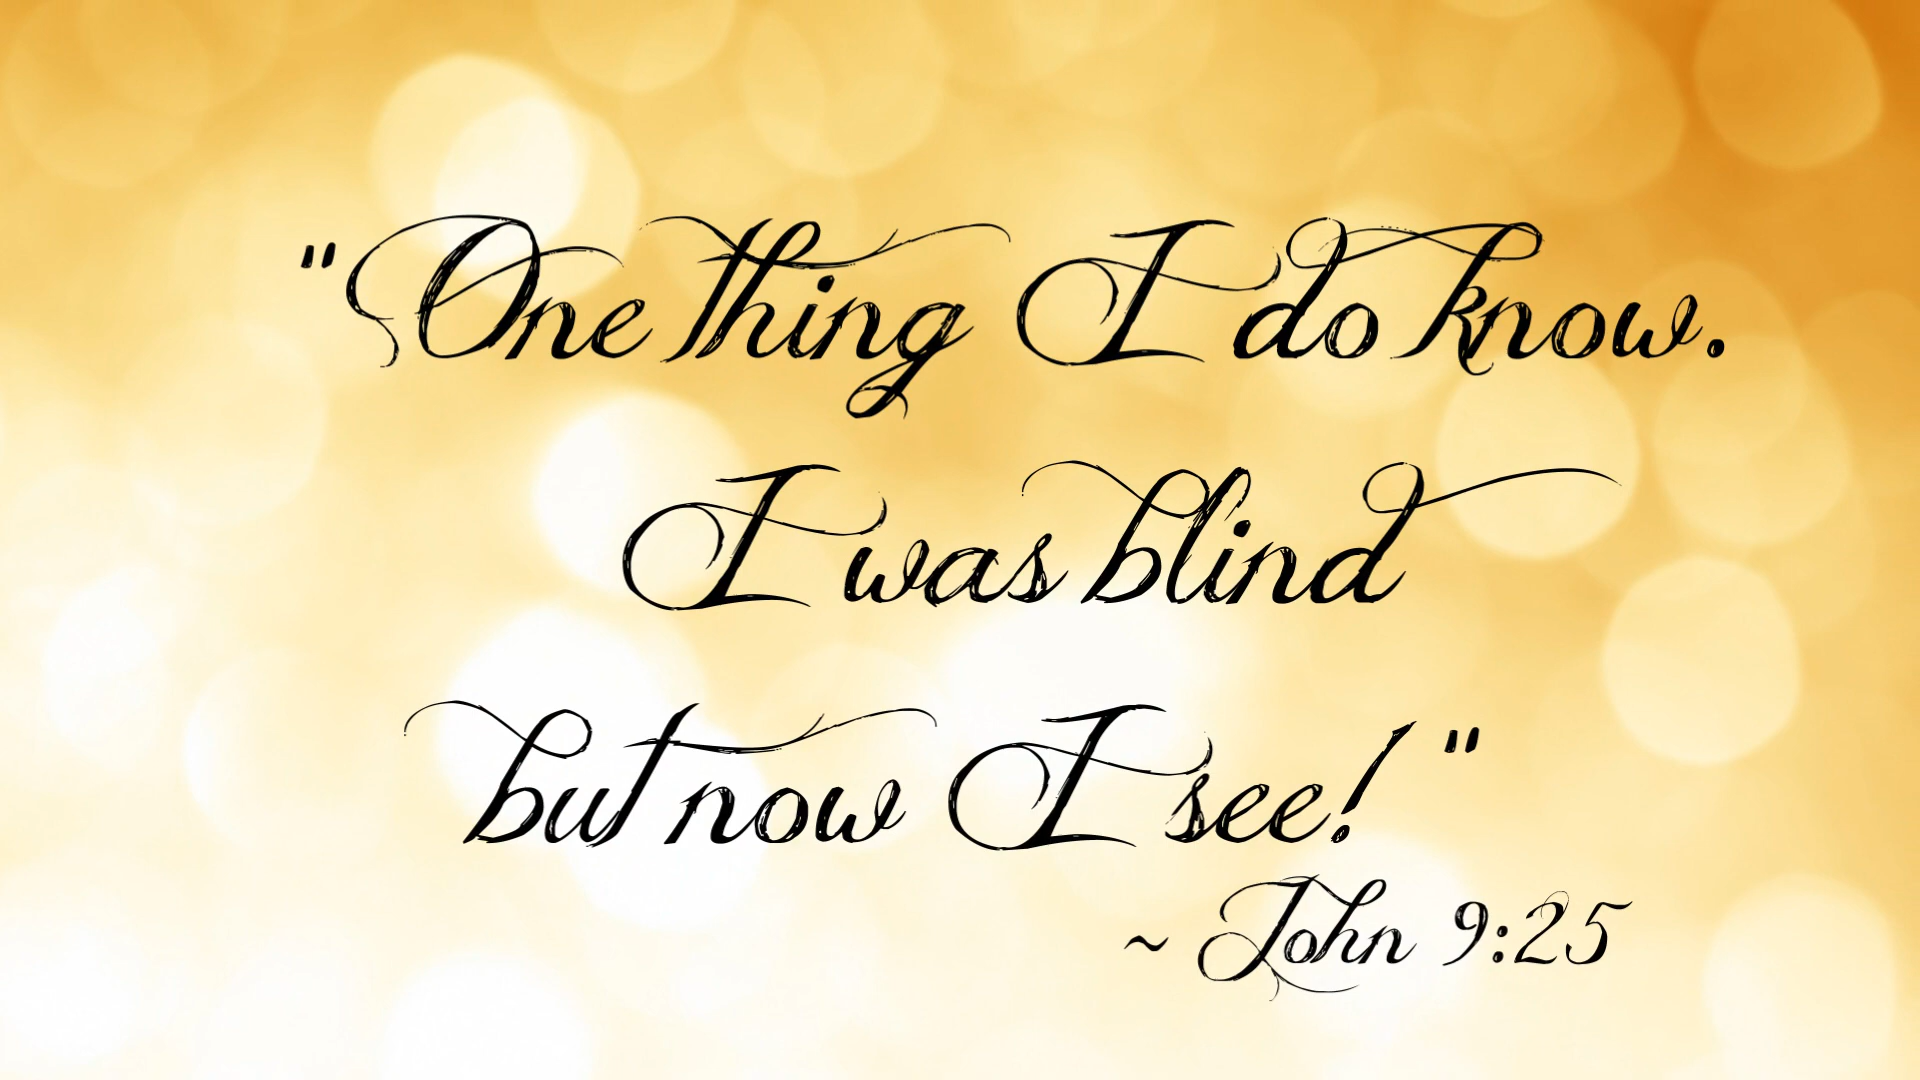 "One thing I do know.
I was blind
but now I see!"
~ John 9:25